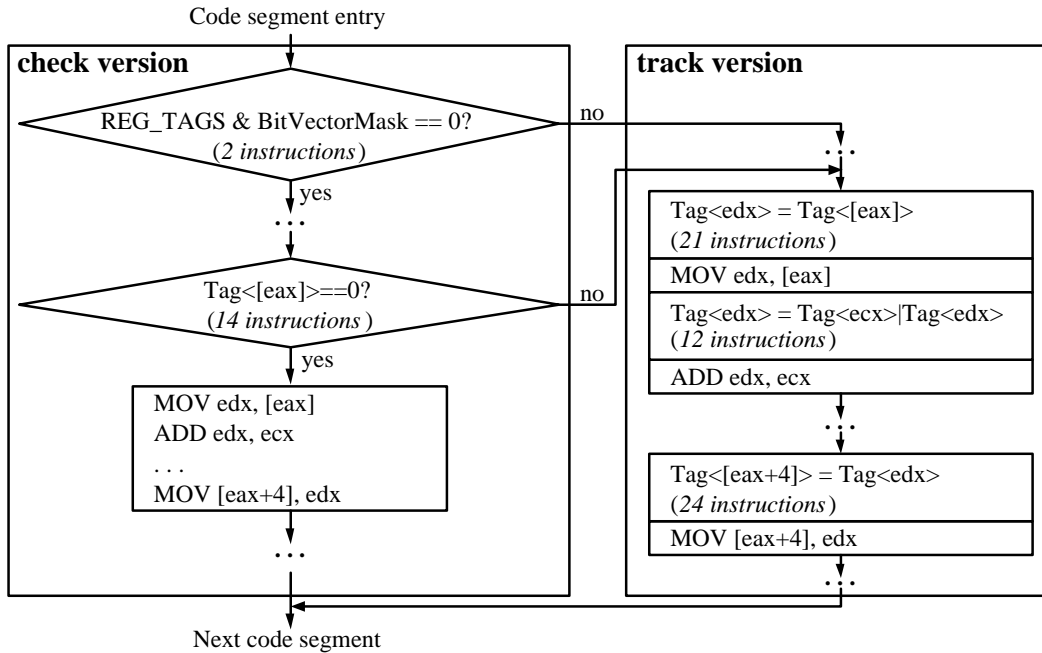 Code segment entry
check version
REG_TAGS & BitVectorMask == 0?
(2 instructions)
no
yes
...
Tag<[eax]>==0?
(14 instructions)
no
yes
MOV edx, [eax]
ADD edx, ecx
. . .
MOV [eax+4], edx
...
Next code segment
track version
...
Tag<edx> = Tag<[eax]>
(21 instructions)
MOV edx, [eax]
Tag<edx> = Tag<ecx>|Tag<edx>
(12 instructions)
ADD edx, ecx
...
Tag<[eax+4]> = Tag<edx>
(24 instructions)
MOV [eax+4], edx
...